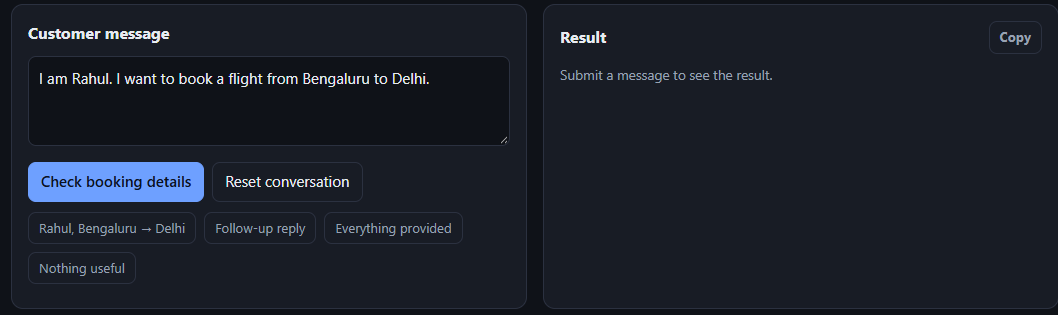 Customer message
I am Rahul. I want to book a flight from Bengaluru to Delhi.
Check booking details
Reset conversation
Rahul, Bengaluru → Delhi
Follow-up reply
Everything provided
Nothing useful
Result
Copy
Submit a message to see the result.